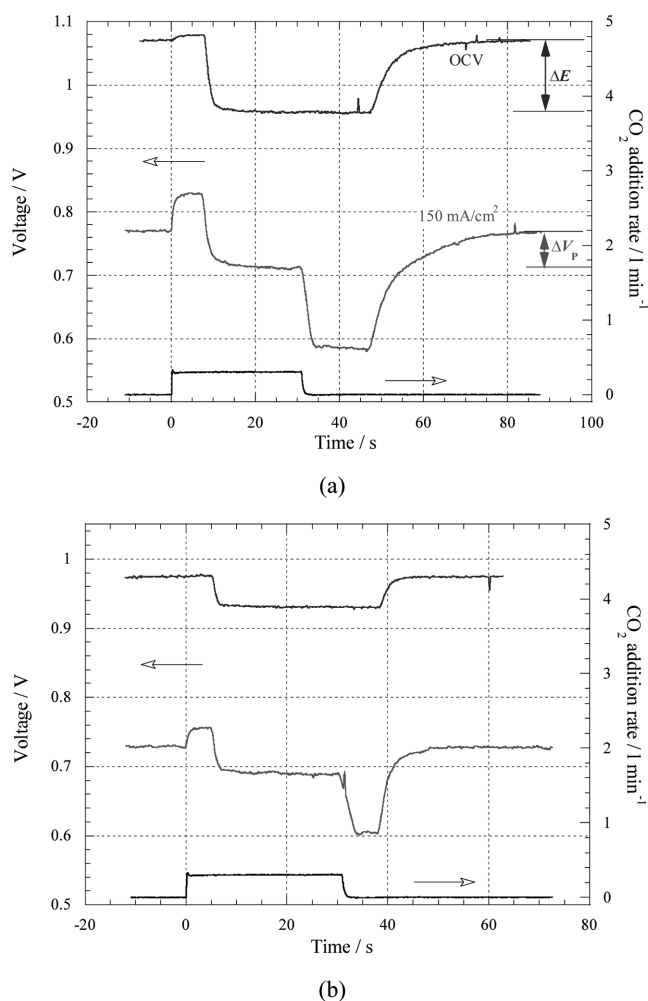 1.1
1
0.9
0.8
0.7
0.6
0.5
5
4
3
2
1
0
Voltage / V
CO2 addition rate / l min-1
OCV
ΔE
150 mA/cm2
ΔVP
-20 0 20 40 60 80 100
Time / s
(a)
1
0.9
0.8
0.7
0.6
0.5
5
4
3
2
1
0
Voltage / V
CO2 addition rate / l min-1
-20 0 20 40 60 80
Time / s
(b)